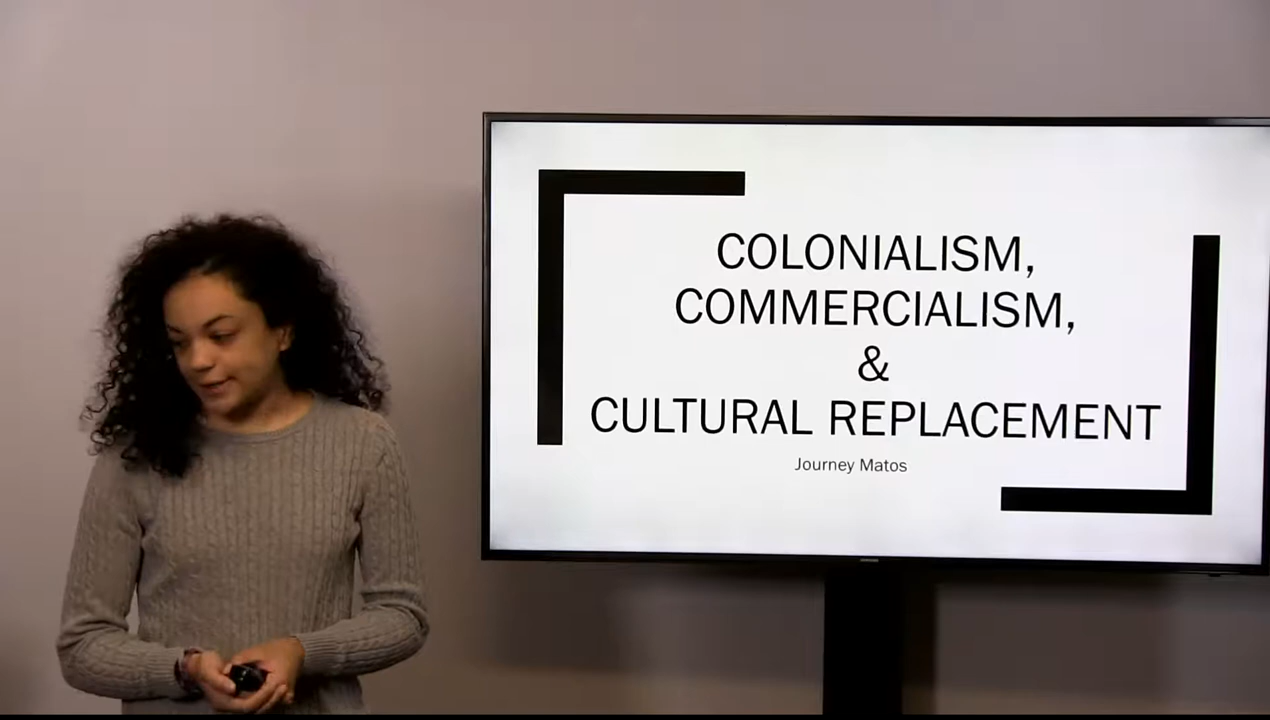 COLONIALISM,
COMMERCIALISM,
&
CULTURAL REPLACEMENT
Journey Matos